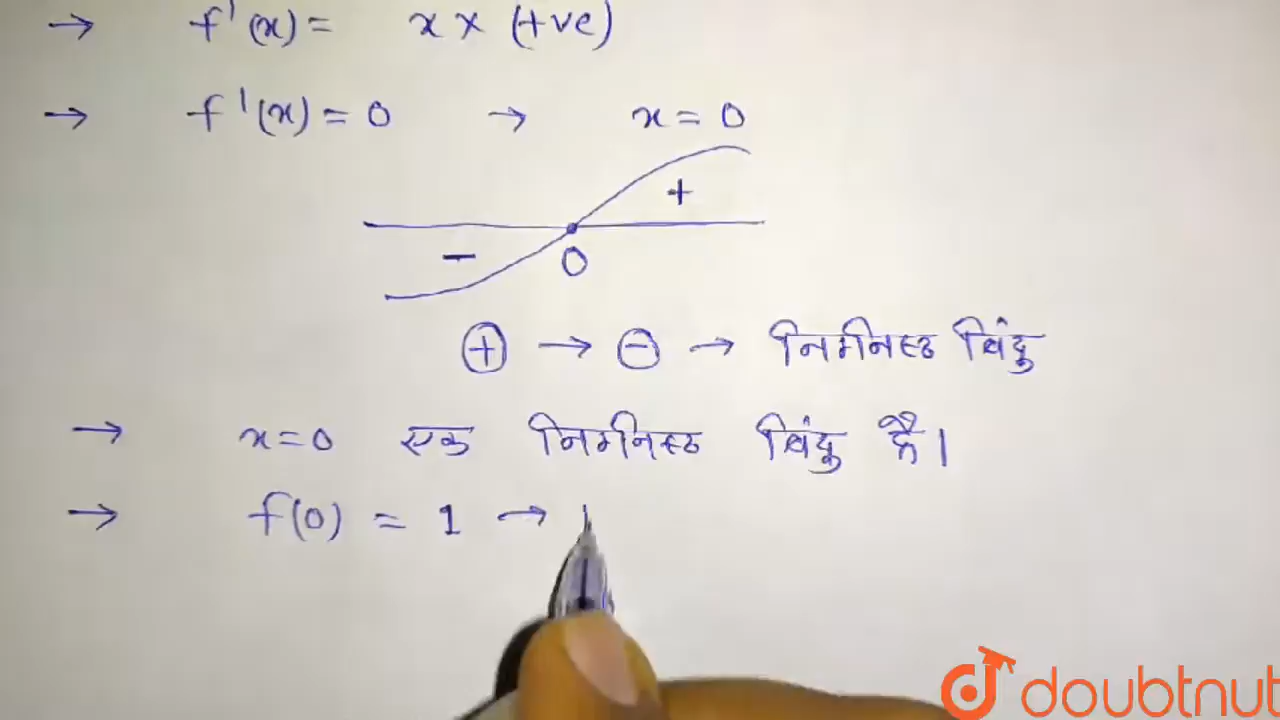 → f'(x) = x × (+ve)
→ f'(x) = 0 → x = 0
+
− 0
⊕ → ⊖ → निम्निस्ठ बिंदु
→ x = 0 एक निम्निस्ठ बिंदु है।
→ f(0) = 1 →
doubtnut